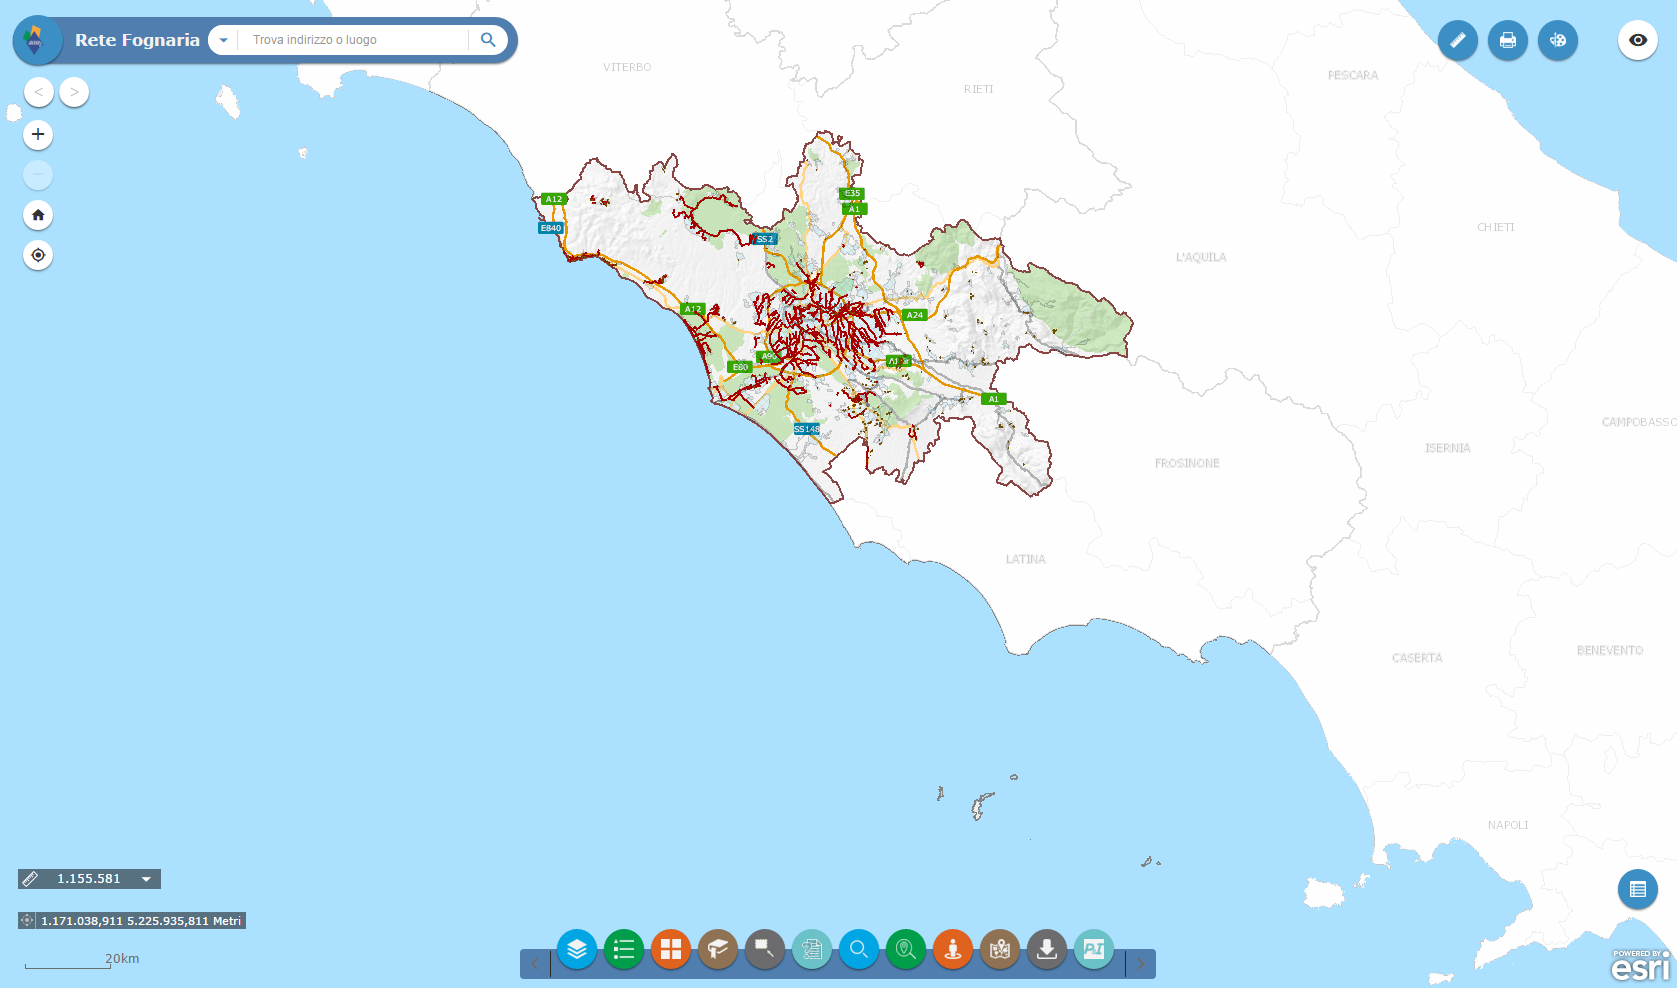 Rete Fognaria
Trova indirizzo o luogo
<
>
+
VITERBO
RIETI
PESCARA
CHIETI
L'AQUILA
E35
A1
A12
E840
SS2
A12
A24
E80
A1
SS148
CAMPOBASSO
ISERNIA
FROSINONE
LATINA
CASERTA
BENEVENTO
NAPOLI
1.155.581
1.171.038,911 5.225.935,811 Metri
20km
PI
POWERED BY
esri